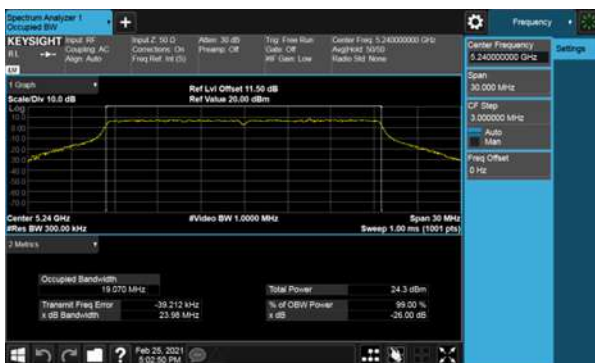 Spectrum Analyzer 1
Occupied BW
+
Frequency
KEYSIGHT
Input: RF
Coupling: AC
Align: Auto
Input Z: 50 Ω
Corrections: On
Freq Ref: Int (S)
Atten: 30 dB
Preamp: Off
Trig: Free Run
Gate: Off
#IF Gain: Low
Center Freq: 5.240000000 GHz
Avg|Hold: 50/50
Radio Std: None
Center Frequency
5.240000000 GHz
Settings
Span
30.000 MHz
CF Step
3.000000 MHz
Auto
Man
Freq Offset
0 Hz
1 Graph
Scale/Div 10.0 dB
Ref Lvl Offset 11.50 dB
Ref Value 20.00 dBm
Log
10.0
0.00
Center 5.24 GHz
#Res BW 300.00 kHz
#Video BW 1.0000 MHz
Span 30 MHz
Sweep 1.00 ms (1001 pts)
2 Metrics
Occupied Bandwidth
19.070 MHz
Total Power
24.3 dBm
Transmit Freq Error
-39.212 kHz
% of OBW Power
99.00 %
x dB Bandwidth
23.98 MHz
x dB
-26.00 dB
?
Feb 25, 2021
5:02:50 PM